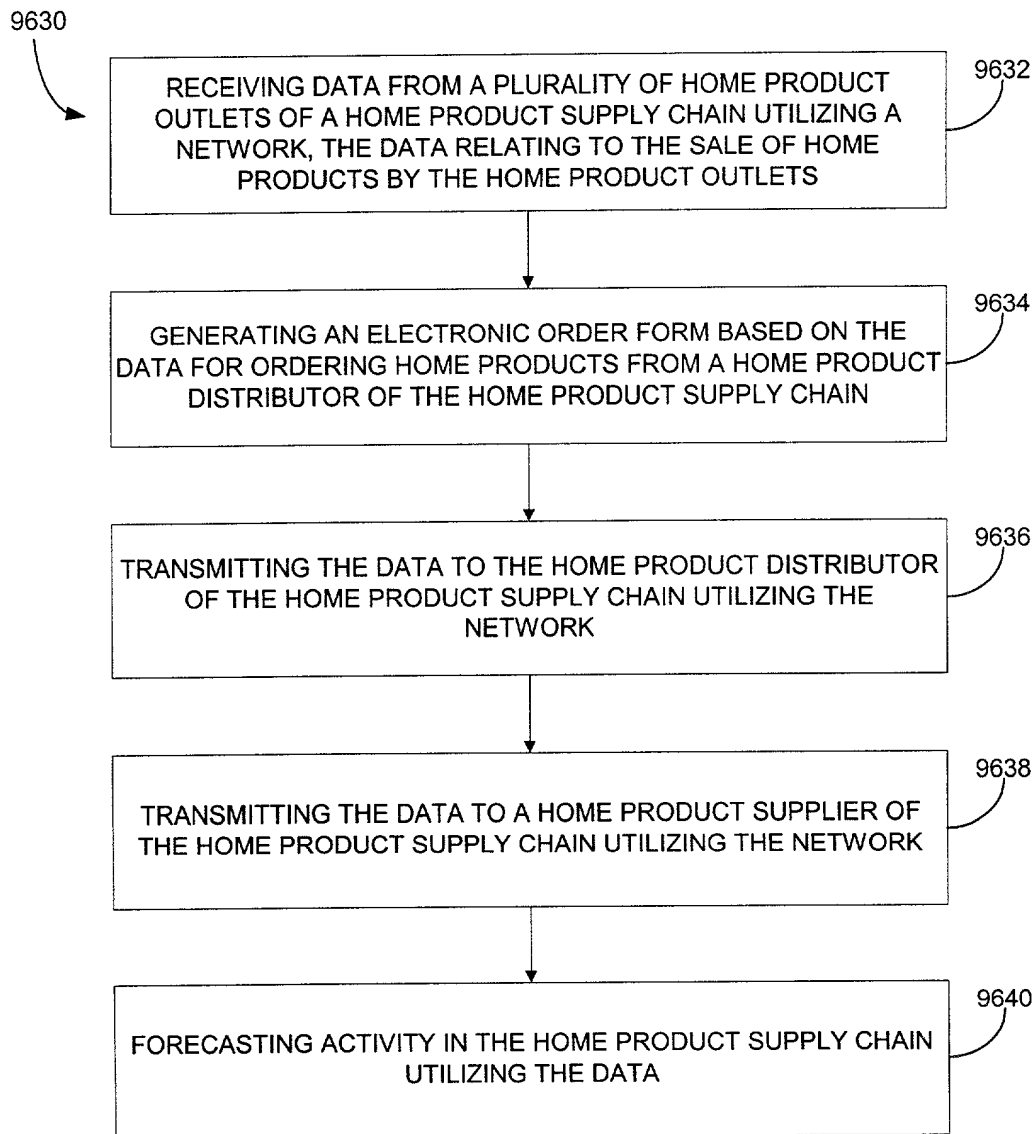 9630
9632
RECEIVING DATA FROM A PLURALITY OF HOME PRODUCT
OUTLETS OF A HOME PRODUCT SUPPLY CHAIN UTILIZING A
NETWORK, THE DATA RELATING TO THE SALE OF HOME
PRODUCTS BY THE HOME PRODUCT OUTLETS
9634
GENERATING AN ELECTRONIC ORDER FORM BASED ON THE
DATA FOR ORDERING HOME PRODUCTS FROM A HOME PRODUCT
DISTRIBUTOR OF THE HOME PRODUCT SUPPLY CHAIN
9636
TRANSMITTING THE DATA TO THE HOME PRODUCT DISTRIBUTOR
OF THE HOME PRODUCT SUPPLY CHAIN UTILIZING THE
NETWORK
9638
TRANSMITTING THE DATA TO A HOME PRODUCT SUPPLIER OF
THE HOME PRODUCT SUPPLY CHAIN UTILIZING THE NETWORK
9640
FORECASTING ACTIVITY IN THE HOME PRODUCT SUPPLY CHAIN
UTILIZING THE DATA